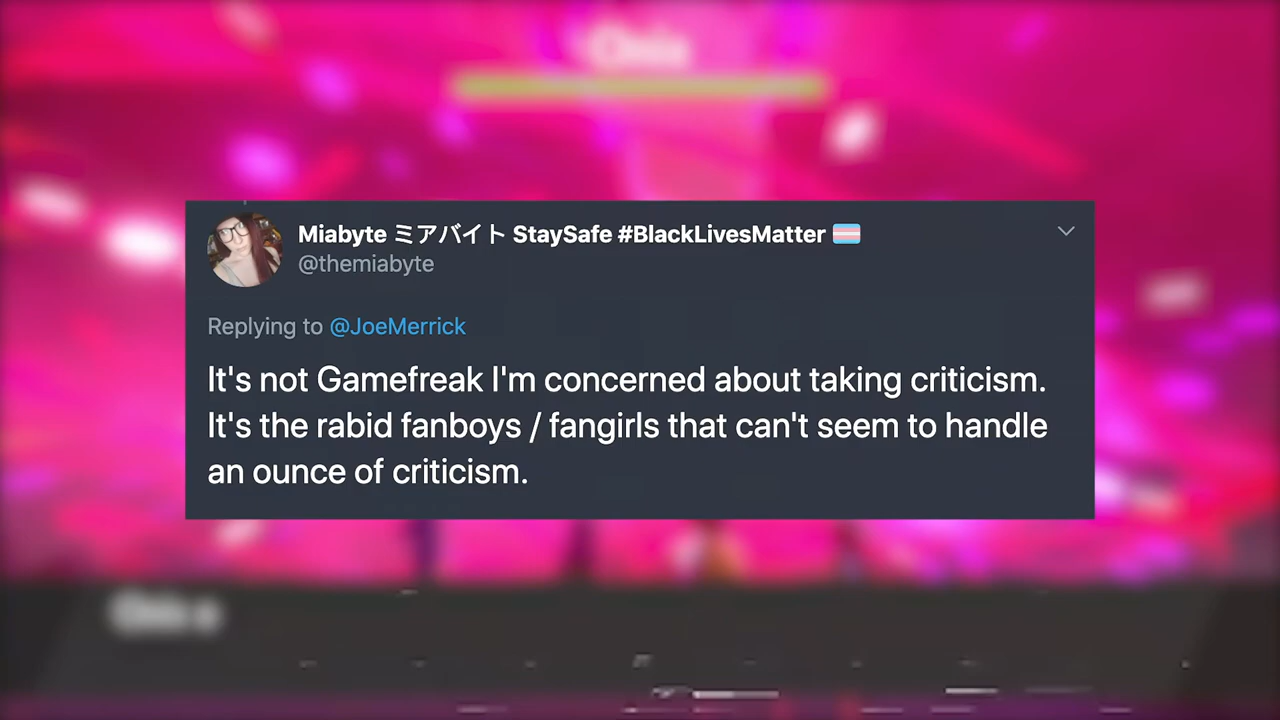 Miabyte ミアバイト StaySafe #BlackLivesMatter 🏳️‍⚧️
@themiabyte
Replying to @JoeMerrick
It's not Gamefreak I'm concerned about taking criticism.
It's the rabid fanboys / fangirls that can't seem to handle
an ounce of criticism.